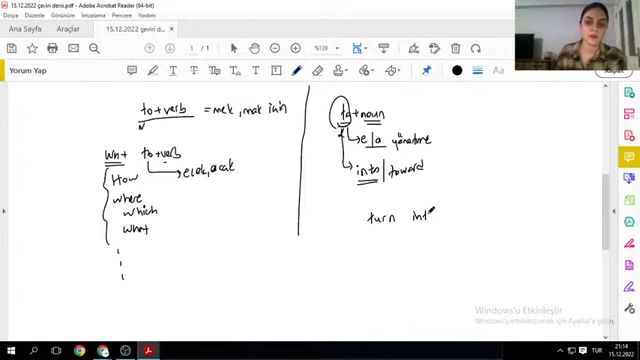 15.12.2022 çeviri dersi.pdf - Adobe Acrobat Reader (64-bit)
Dosya Düzenle Görünüm İmzala Pencere Yardım
Ana Sayfa Araçlar 15.12.2022 çeviri der...
1 / 1 %139
Yorum Yap
to+verb = mek, mak için
Wh+ to+verb
ecek, acak
How
where
which
what
to + noun
e/a yönelme
into / toward
turn int
Windows'u Etkinleştir
Windows'u etkinleştirmek için Ayarlar'a gidin.
TUR 21:14
15.12.2022